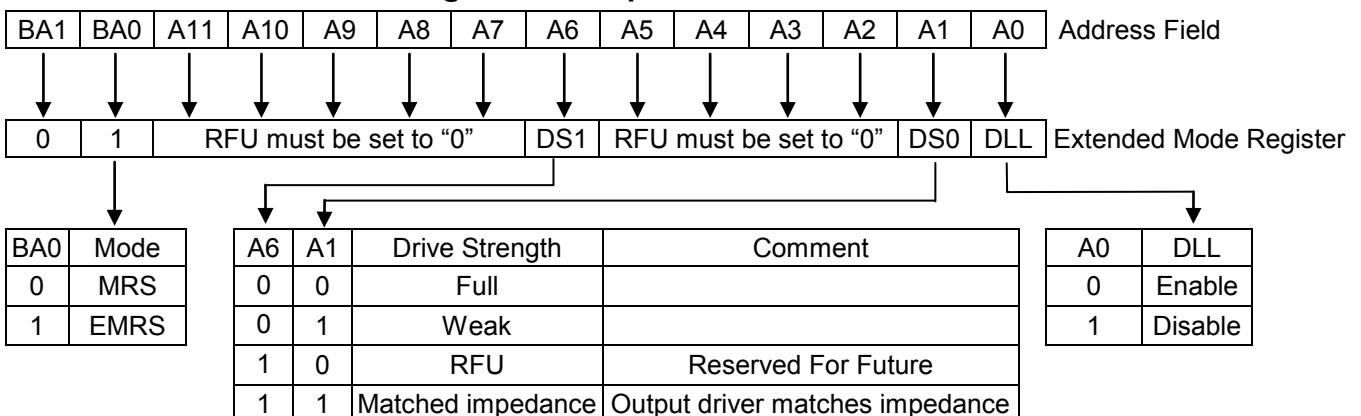 BA1 BA0 A11 A10 A9 A8 A7 A6 A5 A4 A3 A2 A1 A0 Address Field
0 1 RFU must be set to “0” DS1 RFU must be set to “0” DS0 DLL Extended Mode Register
BA0 Mode A6 A1 Drive Strength Comment A0 DLL
0 MRS 0 0 Full 0 Enable
1 EMRS 0 1 Weak 1 Disable
1 0 RFU Reserved For Future
1 1 Matched impedance Output driver matches impedance